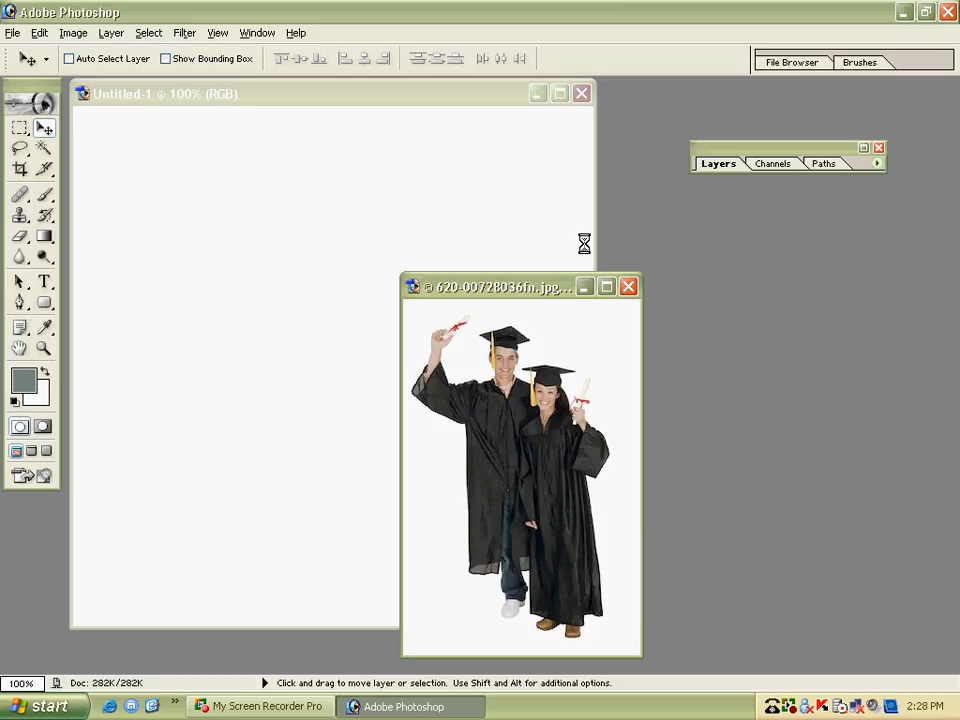 Adobe Photoshop
File Edit Image Layer Select Filter View Window Help
Auto Select Layer Show Bounding Box
File Browser Brushes
Untitled-1 @ 100% (RGB)
Layers Channels Paths
@ 620-00728036fn.jpg...
T
100% Doc: 282K/282K Click and drag to move layer or selection. Use Shift and Alt for additional options.
start » My Screen Recorder Pro Adobe Photoshop 2:28 PM